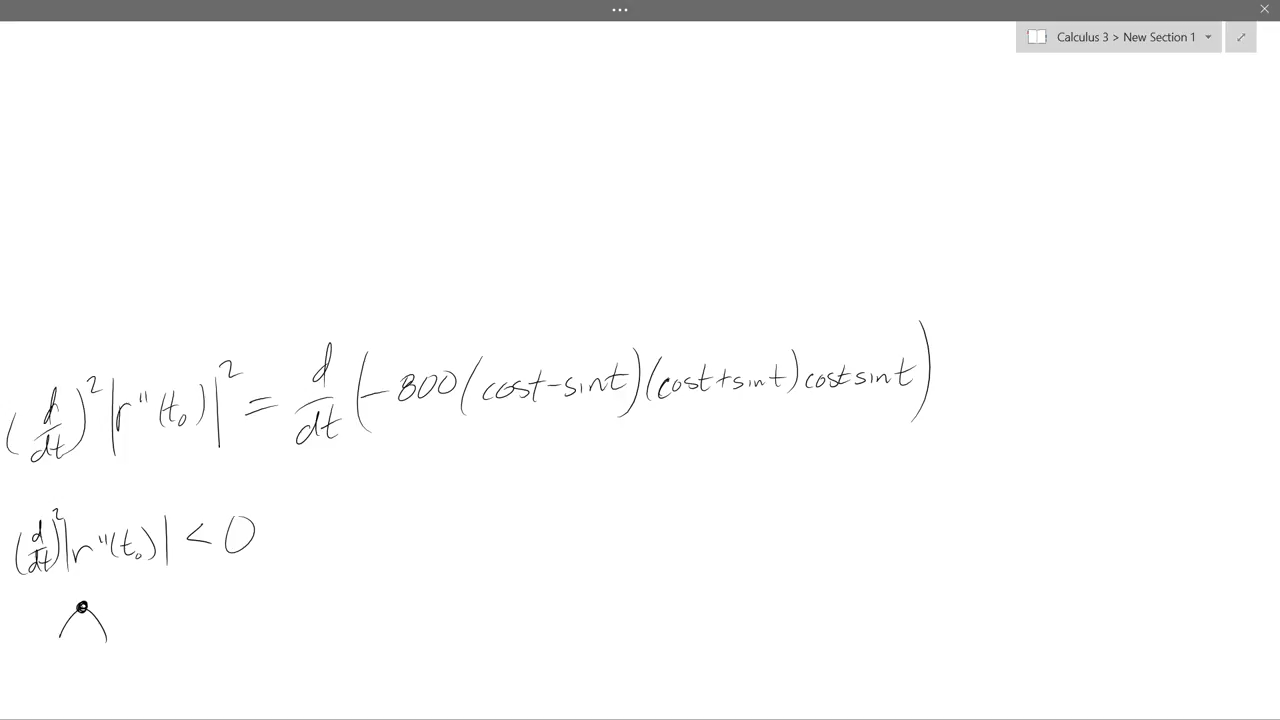 Calculus 3 > New Section 1
(d/dt)² |r''(t₀)|² = d/dt (-800(cost-sint)(cost+sint)costsint)
(d/dt)² |r''(t₀)| < 0